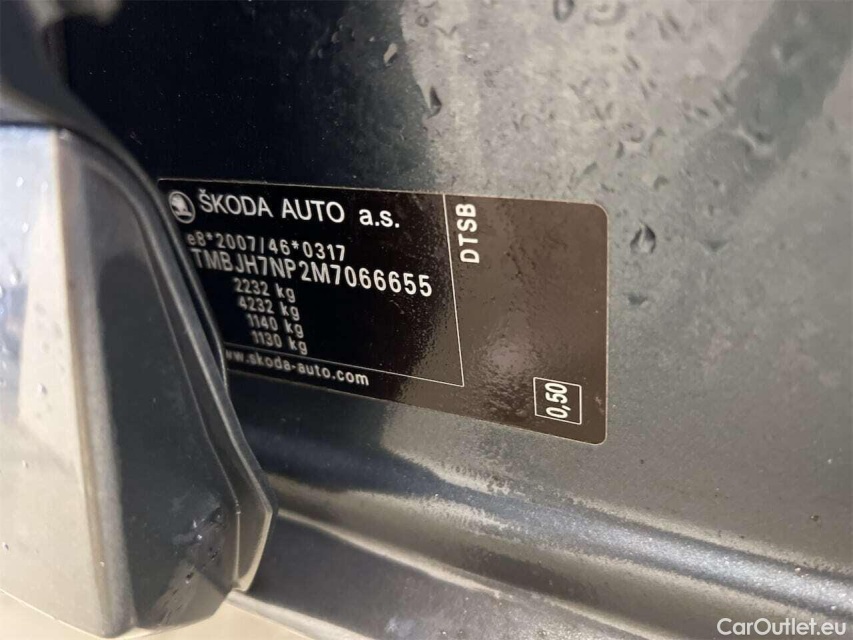 ŠKODA AUTO a.s.
e8*2007/46*0317
TMBJH7NP2M7066655
2232 kg
4232 kg
1140 kg
1130 kg
www.skoda-auto.com
DTSB
0,50
CarOutlet.eu